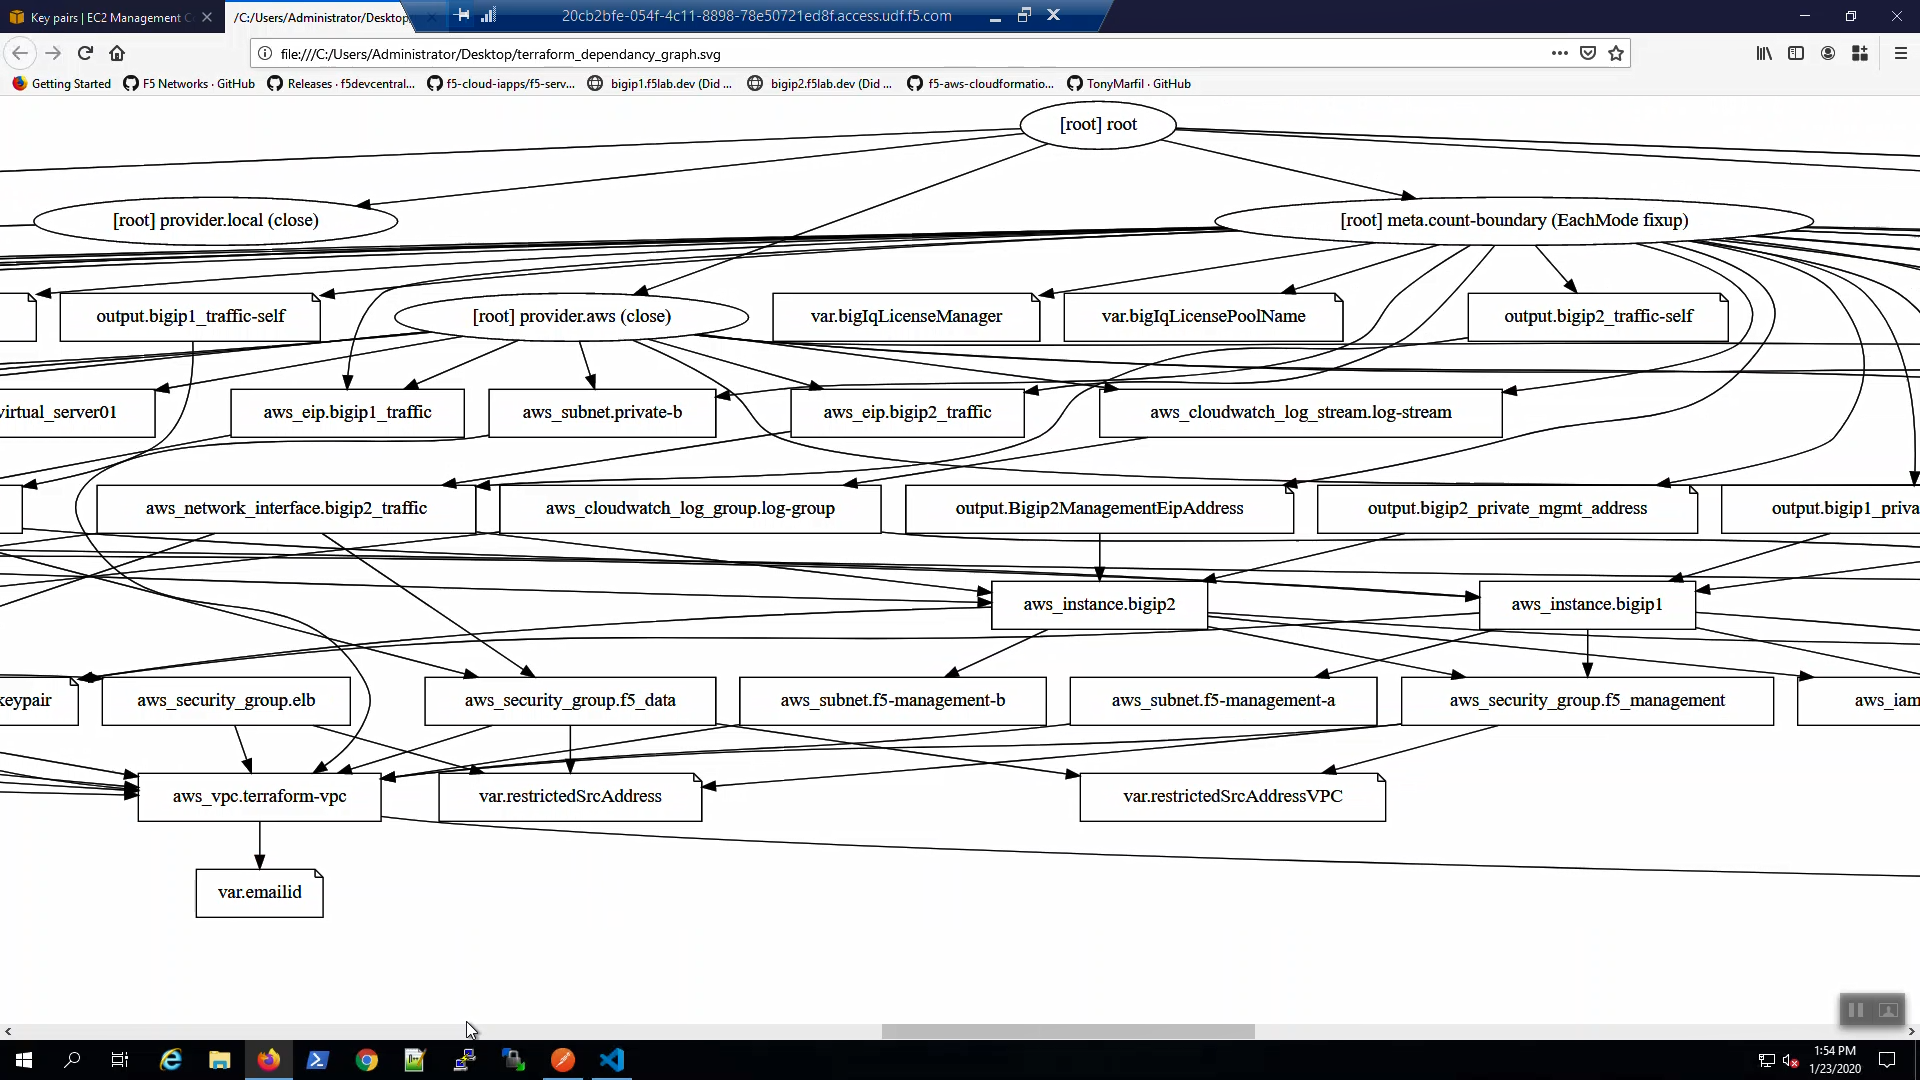 Key pairs | EC2 Management C
/C:/Users/Administrator/Desktop
20cb2bfe-054f-4c11-8898-78e50721ed8f.access.udf.f5.com
file:///C:/Users/Administrator/Desktop/terraform_dependancy_graph.svg
Getting Started
F5 Networks · GitHub
Releases · f5devcentral...
f5-cloud-iapps/f5-serv...
bigip1.f5lab.dev (Did ...
bigip2.f5lab.dev (Did ...
f5-aws-cloudformatio...
TonyMarfil · GitHub
[root] root
[root] provider.local (close)
[root] meta.count-boundary (EachMode fixup)
output.bigip1_traffic-self
[root] provider.aws (close)
var.bigIqLicenseManager
var.bigIqLicensePoolName
output.bigip2_traffic-self
virtual_server01
aws_eip.bigip1_traffic
aws_subnet.private-b
aws_eip.bigip2_traffic
aws_cloudwatch_log_stream.log-stream
aws_network_interface.bigip2_traffic
aws_cloudwatch_log_group.log-group
output.Bigip2ManagementEipAddress
output.bigip2_private_mgmt_address
output.bigip1_priva
aws_instance.bigip2
aws_instance.bigip1
keypair
aws_security_group.elb
aws_security_group.f5_data
aws_subnet.f5-management-b
aws_subnet.f5-management-a
aws_security_group.f5_management
aws_iam
aws_vpc.terraform-vpc
var.restrictedSrcAddress
var.restrictedSrcAddressVPC
var.emailid
1:54 PM
1/23/2020